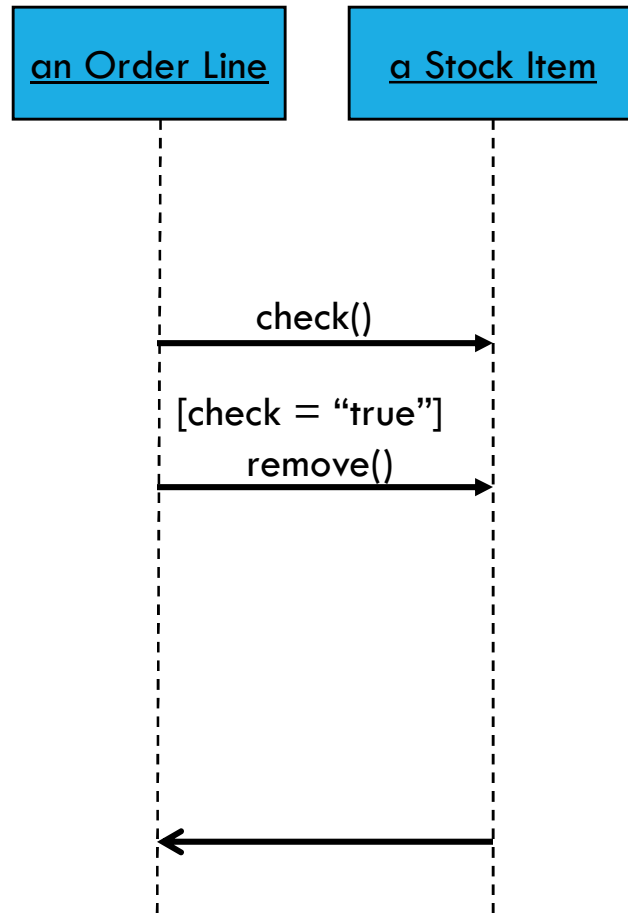 an Order Line
a Stock Item
check()
[check = “true”]
remove()